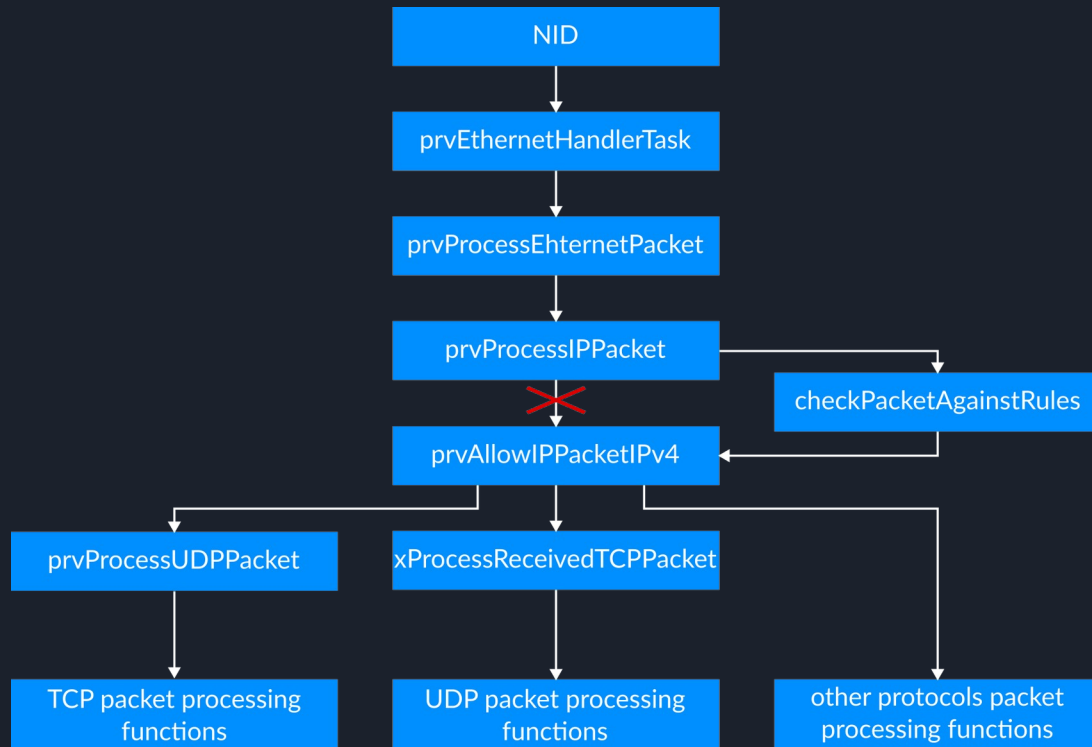 NID
prvEthernetHandlerTask
prvProcessEhternetPacket
prvProcessIPPacket
checkPacketAgainstRules
prvAllowIPPacketIPv4
prvProcessUDPPacket
xProcessReceivedTCPPacket
TCP packet processing
functions
UDP packet processing
functions
other protocols packet
processing functions